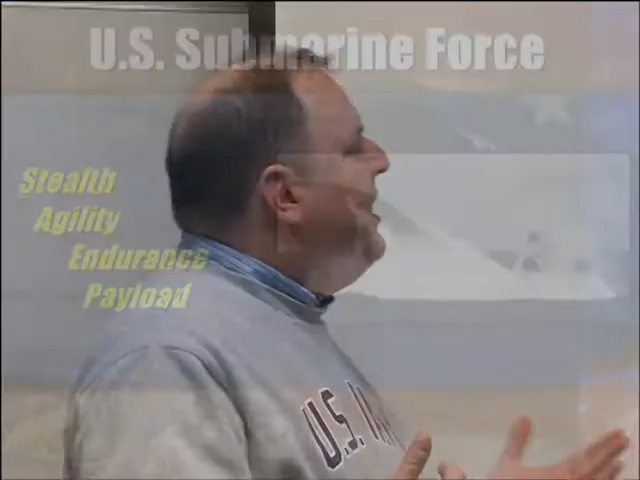 U.S. Submarine Force
Stealth
Agility
Endurance
Payload
U.S.